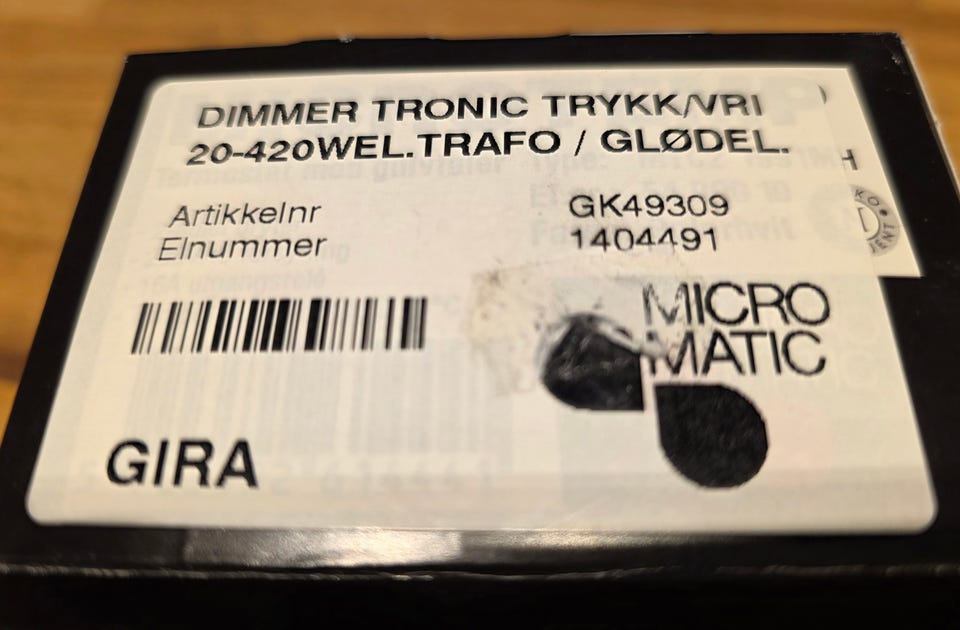 DIMMER TRONIC TRYKK/VRI
20-420WEL.TRAFO / GLØDEL.
Artikkelnr GK49309
Elnummer 1404491
MICRO
MATIC
GIRA